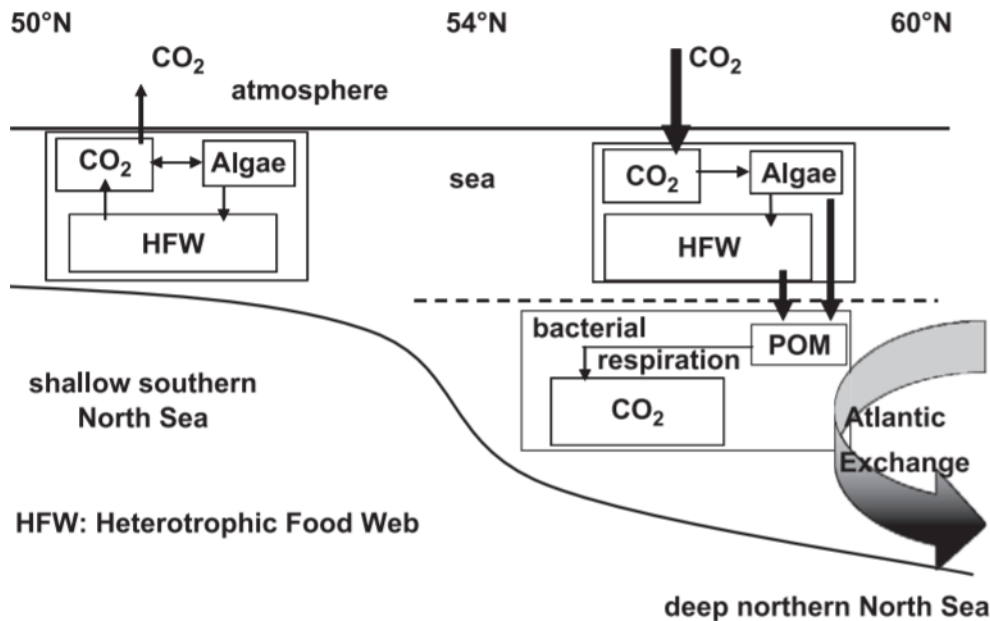 50°N 54°N 60°N
CO₂ CO₂
atmosphere
CO₂ Algae sea CO₂ Algae
HFW HFW
bacterial
respiration POM
CO₂
shallow southern
North Sea
Atlantic
Exchange
HFW: Heterotrophic Food Web
deep northern North Sea